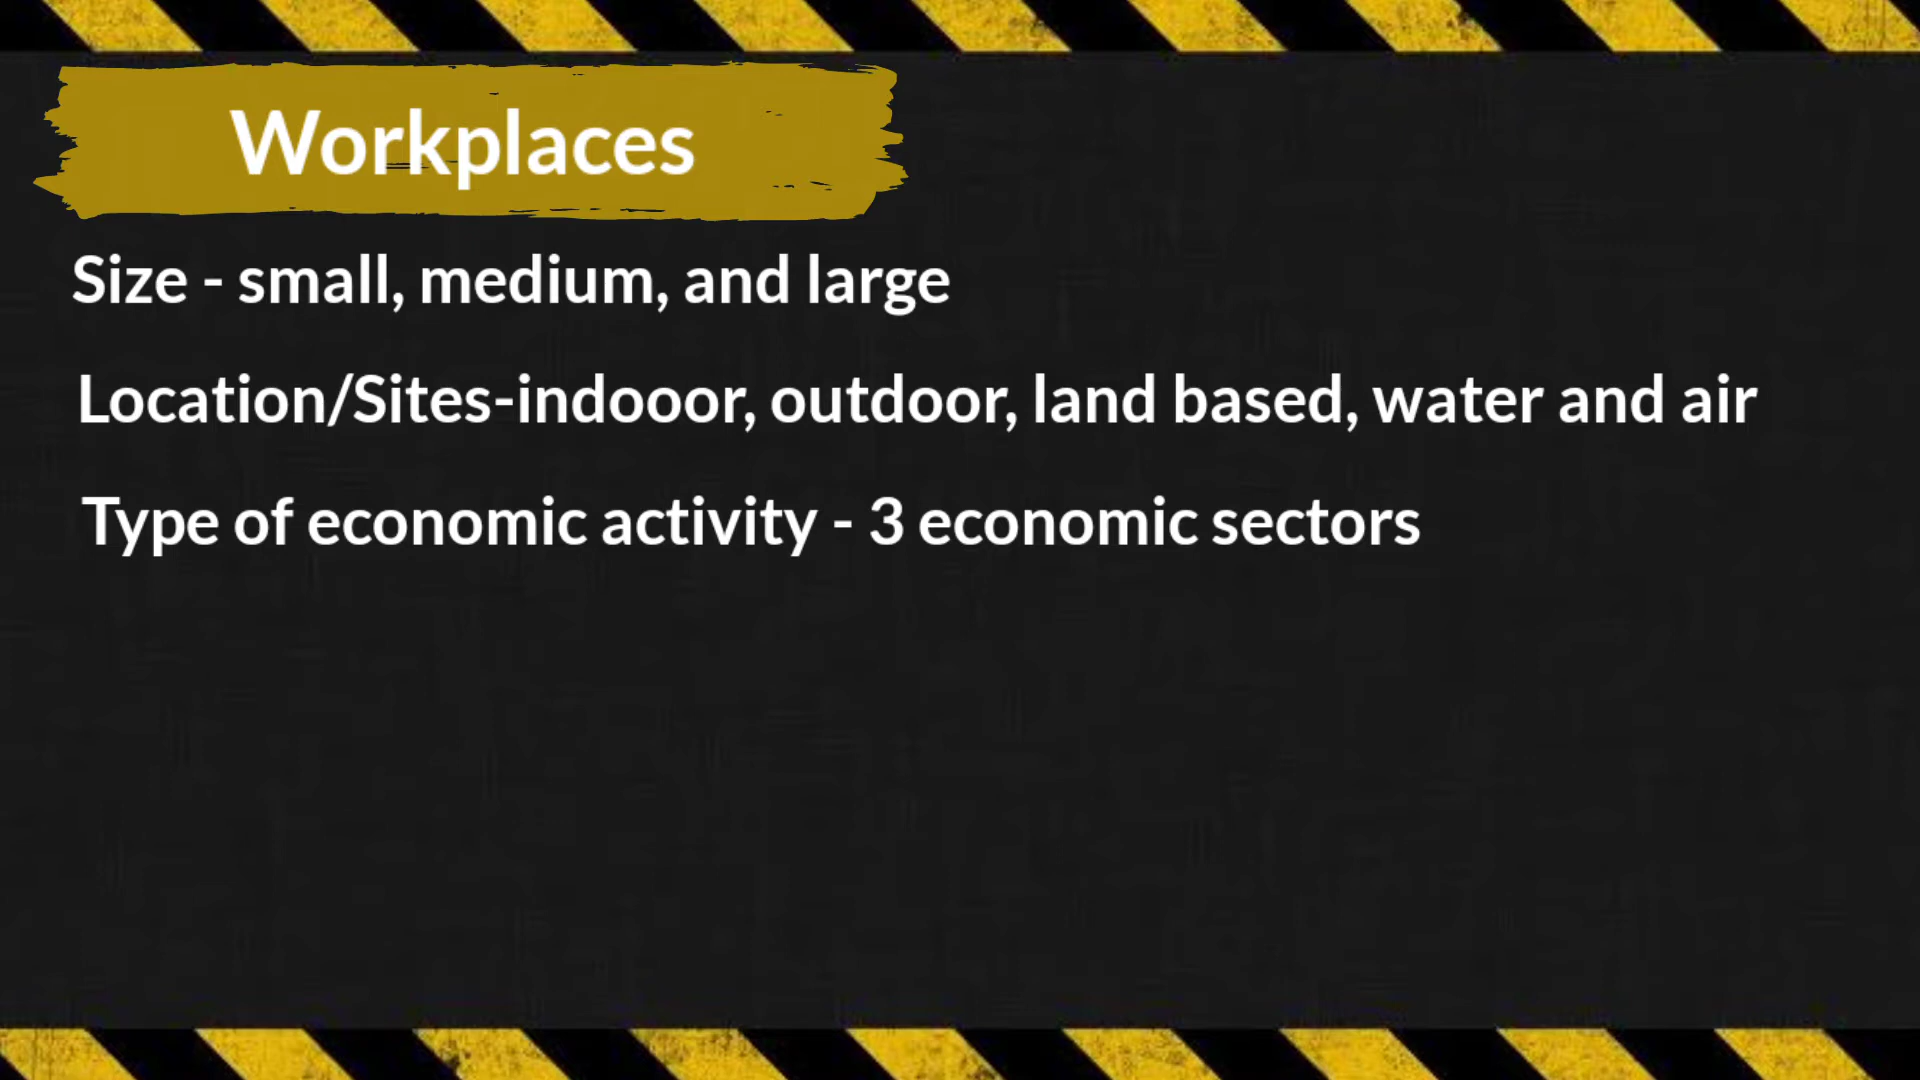 Workplaces
Size - small, medium, and large
Location/Sites-indooor, outdoor, land based, water and air
Type of economic activity - 3 economic sectors